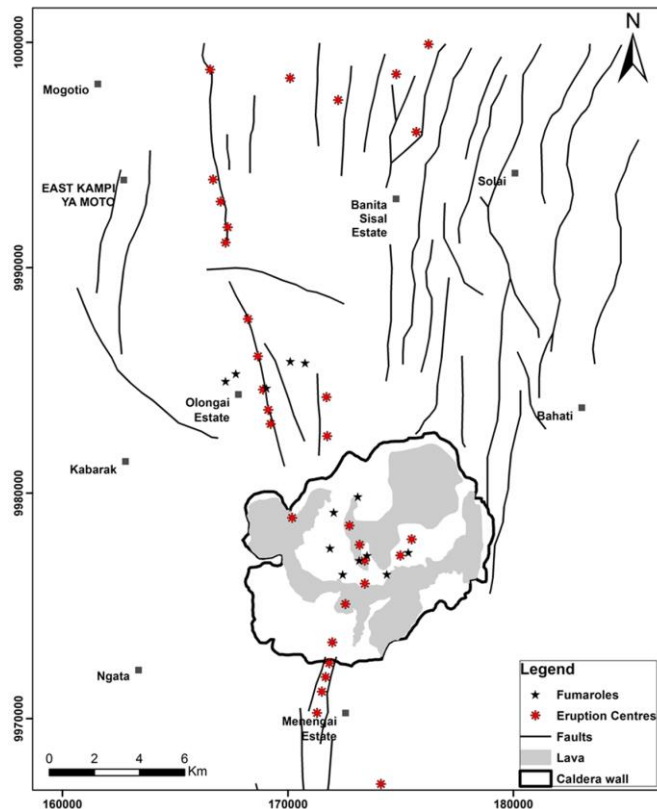 10000000
N
Mogotio
EAST KAMPI
YA MOTO
Solai
Banita
Sisal
Estate
9990000
Olongai
Estate
Bahati
Kabarak
9980000
Ngata
Menengai
Estate
9970000
Legend
Fumaroles
Eruption Centres
Faults
Lava
Caldera wall
0 2 4 6
Km
160000 170000 180000